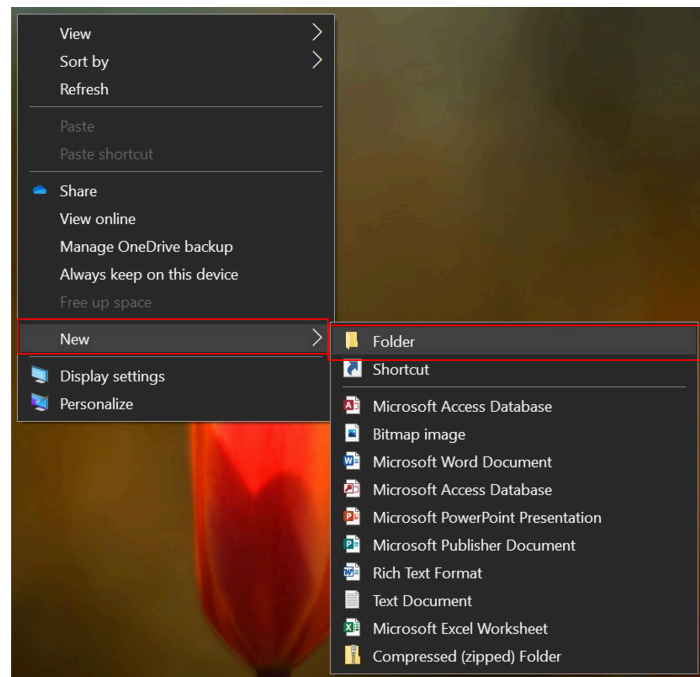 View
Sort by
Refresh
Paste
Paste shortcut
Share
View online
Manage OneDrive backup
Always keep on this device
Free up space
New
Display settings
Personalize
Folder
Shortcut
Microsoft Access Database
Bitmap image
Microsoft Word Document
Microsoft Access Database
Microsoft PowerPoint Presentation
Microsoft Publisher Document
Rich Text Format
Text Document
Microsoft Excel Worksheet
Compressed (zipped) Folder